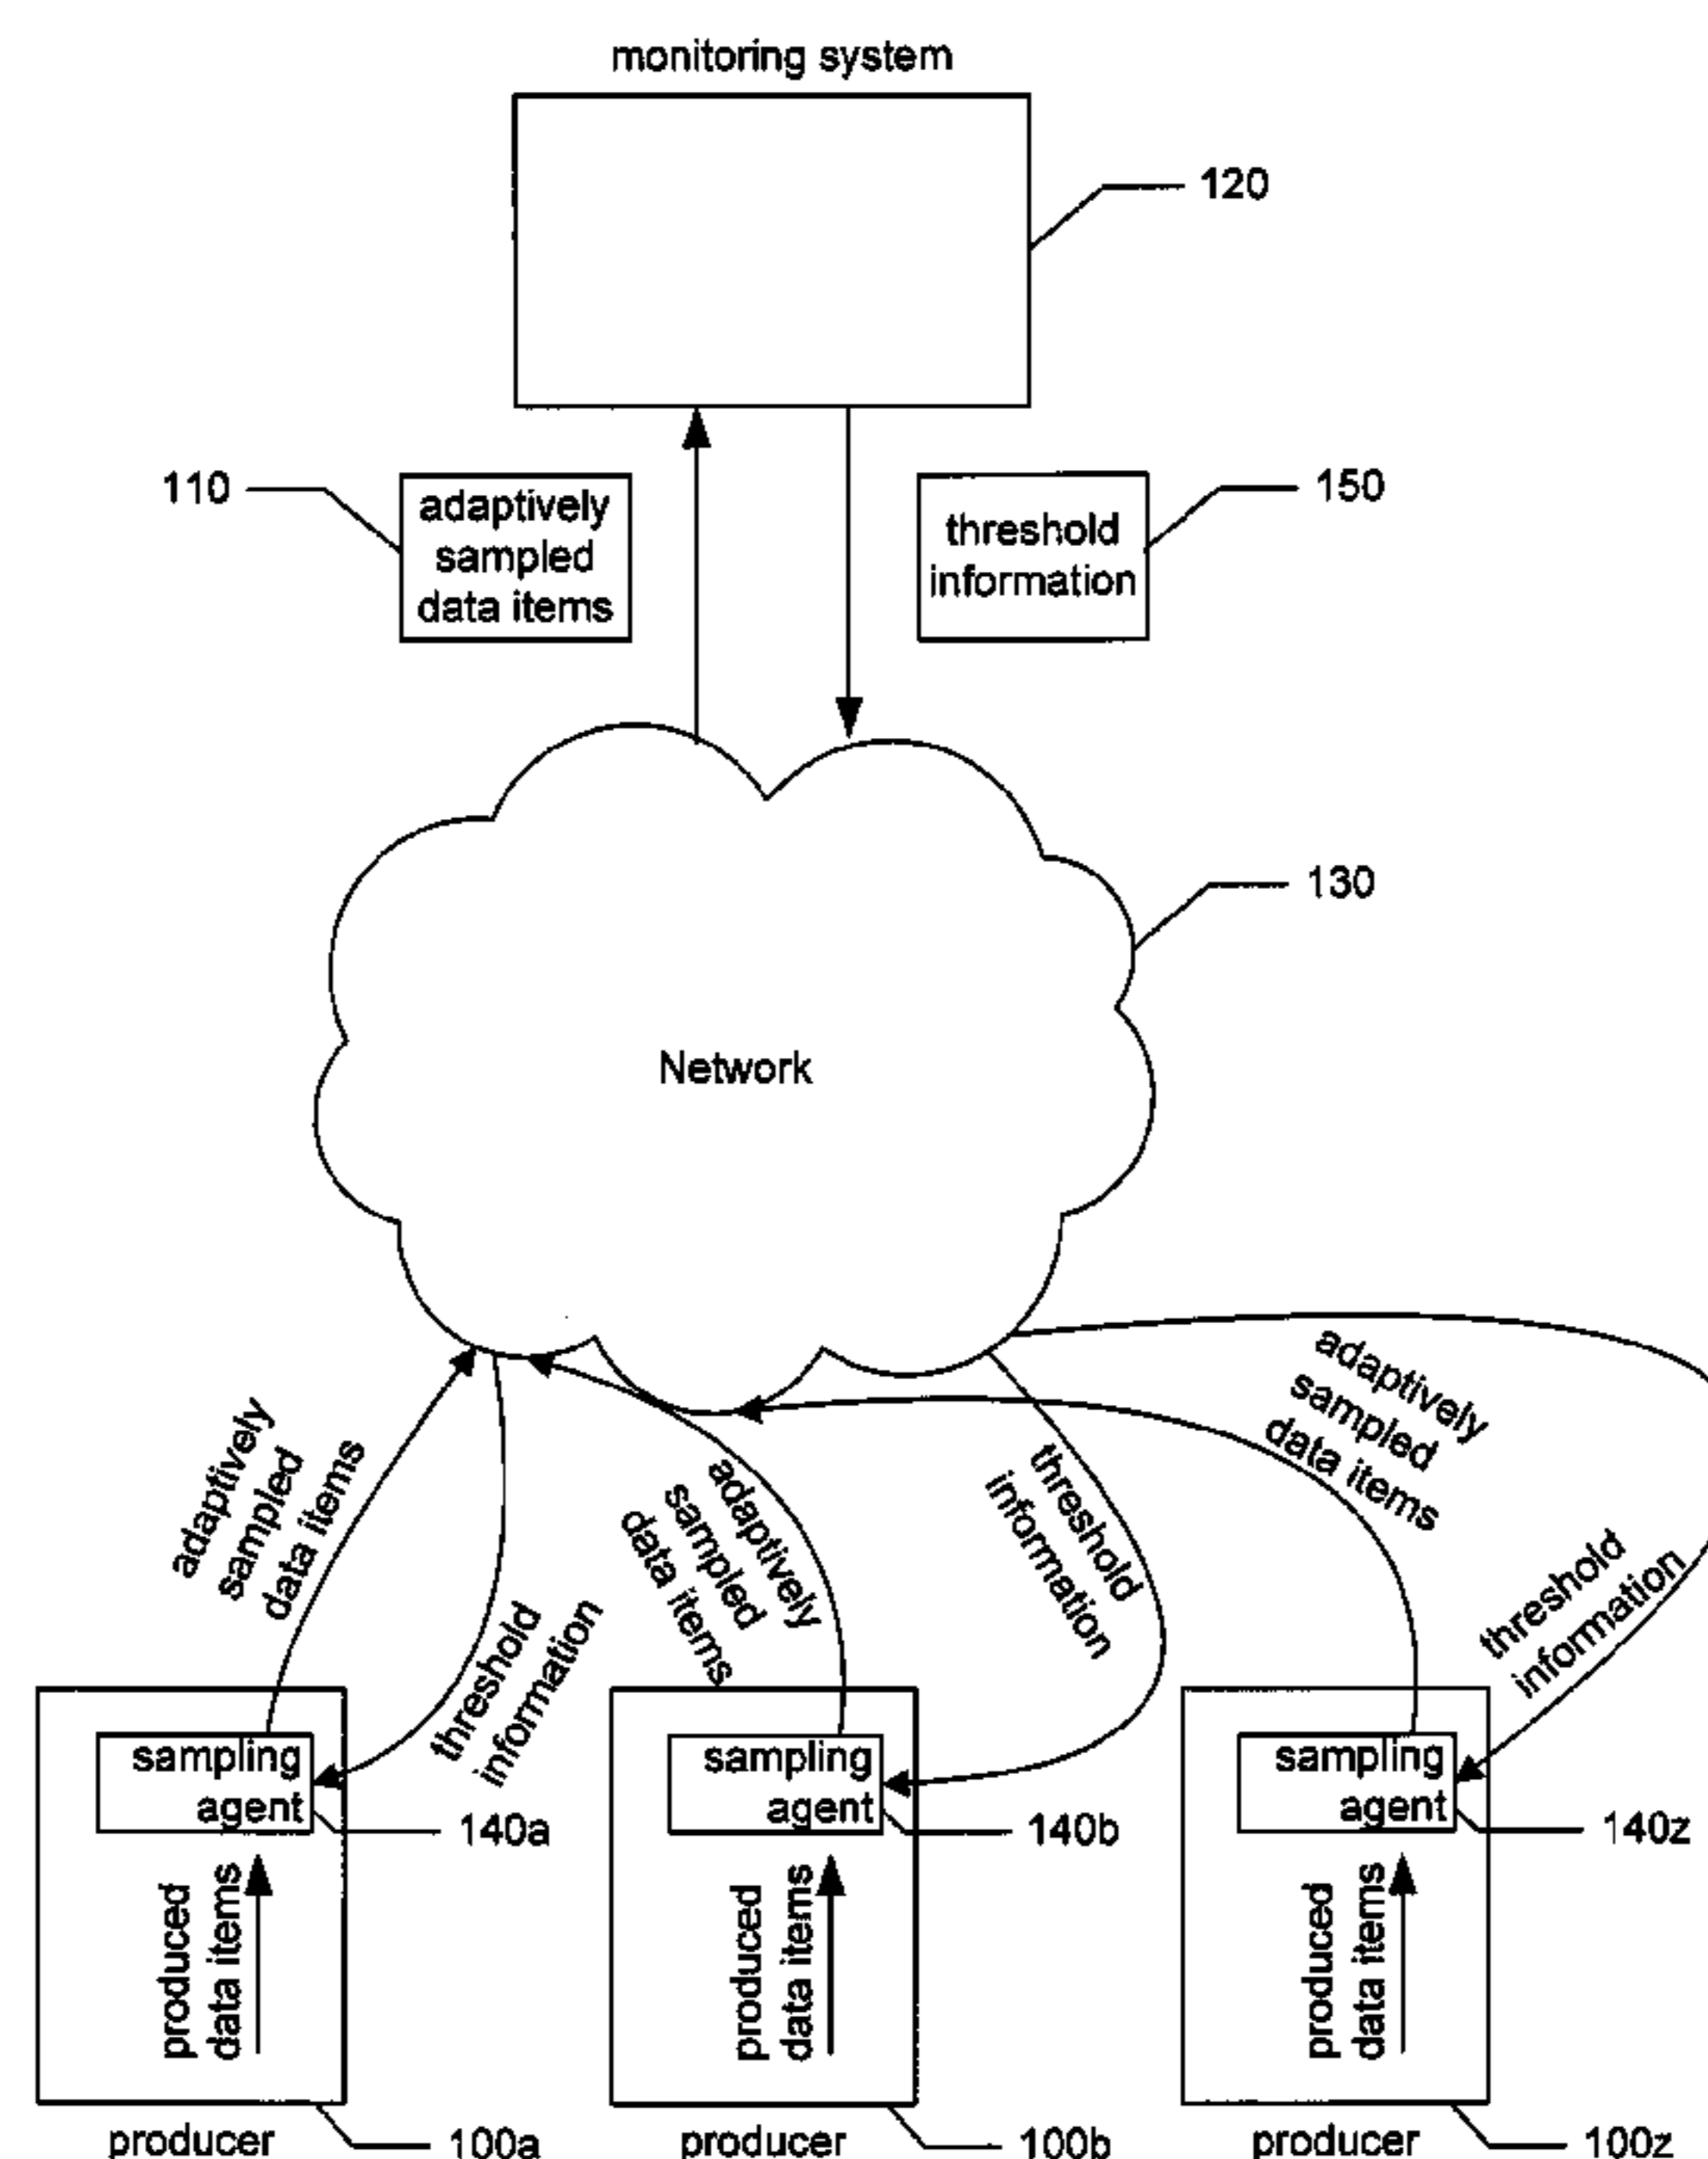 monitoring system
120
110
adaptively
sampled
data items
threshold
information
150
130
Network
adaptively
sampled
data items
threshold
information
adaptively
sampled
data items
threshold
information
adaptively
sampled
data items
threshold
information
sampling
agent
140a
produced
data items
producer
100a
sampling
agent
140b
produced
data items
producer
100b
sampling
agent
140z
produced
data items
producer
100z